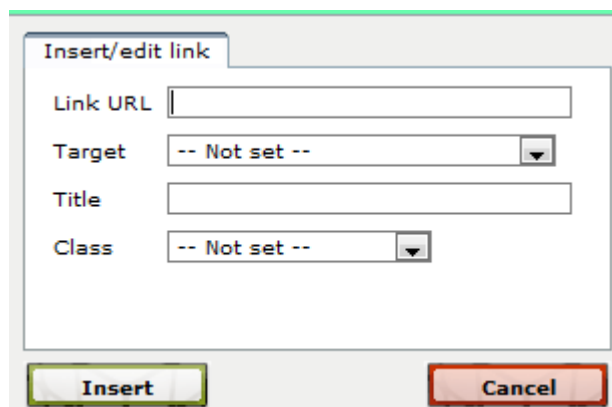 Insert/edit link
Link URL
Target -- Not set --
Title
Class -- Not set --
Insert Cancel